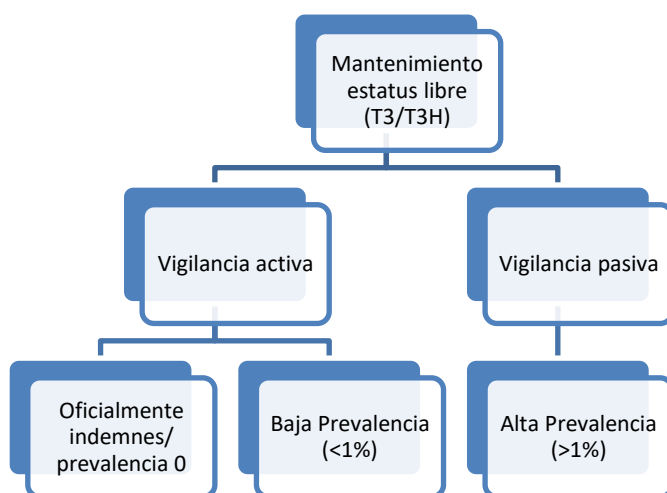 Mantenimiento
estatus libre
(T3/T3H)
Vigilancia activa
Vigilancia pasiva
Oficialmente
indemnes/
prevalencia 0
Baja Prevalencia
(<1%)
Alta Prevalencia
(>1%)